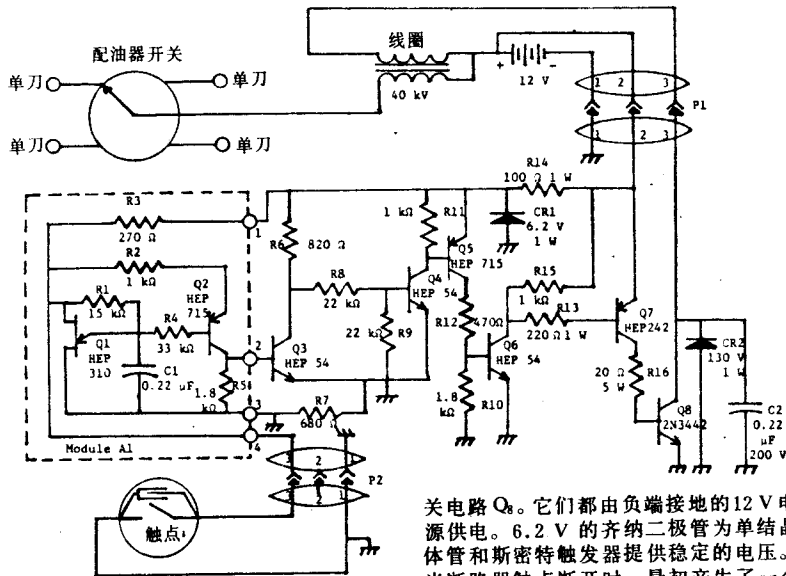 配油器开关
线圈
单刀
单刀
单刀
单刀
40 kV
+
-
12 V
1
2
3
P1
1
2
3
R14
100 Ω 1 W
R3
270 Ω
1
R2
1 kΩ
R1
15 kΩ
Q2
HEP
715
R4
33 kΩ
Q1
HEP
310
C1
0.22 μF
1.8
kΩ
R5
2
3
4
Module A1
R6
820 Ω
Q3
HEP 54
R8
22 kΩ
22 kΩ
R9
R7
680 Ω
1 kΩ
R11
Q4
HEP 54
Q5
HEP 715
CR1
6.2 V
1 W
R12
470Ω
1.8
kΩ
R10
R15
1 kΩ
R13
220Ω1 W
Q6
HEP 54
Q7
HEP242
20 Ω
5 W
R16
Q8
2N3442
CR2
130 V
1 W
C2
0.22
μF
200 V
2
1
P2
2
1
触点
关电路 Q₈。它们都由负端接地的12 V电
源供电。6.2 V 的齐纳二极管为单结晶
体管和斯密特触发器提供稳定的电压。